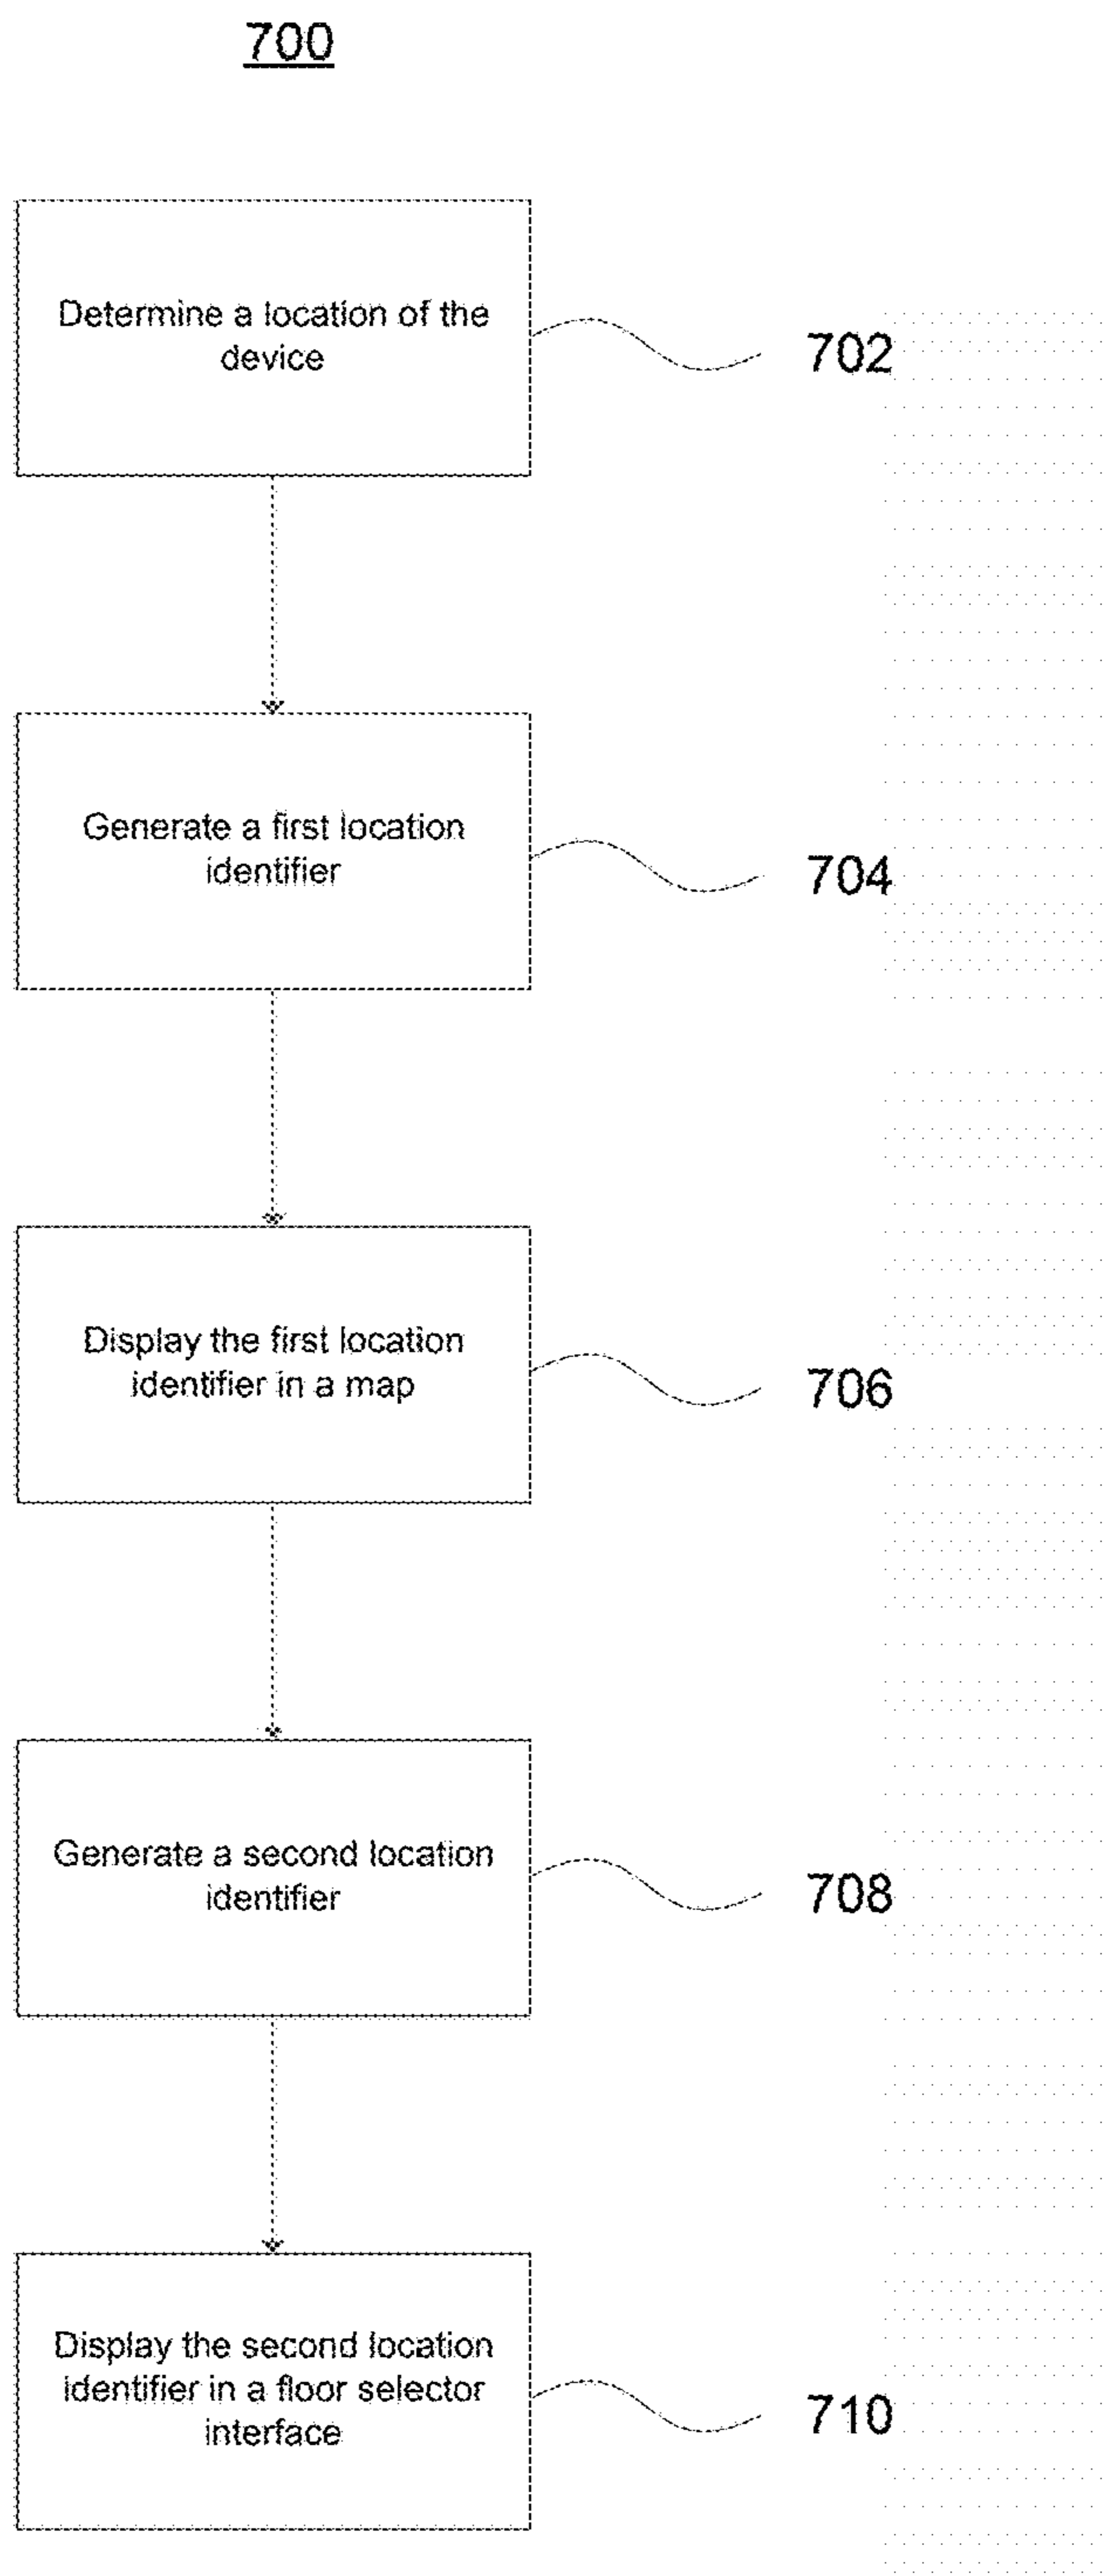 700
Determine a location of the
device
702
Generate a first location
identifier
704
Display the first location
identifier in a map
706
Generate a second location
identifier
708
Display the second location
identifier in a floor selector
interface
710